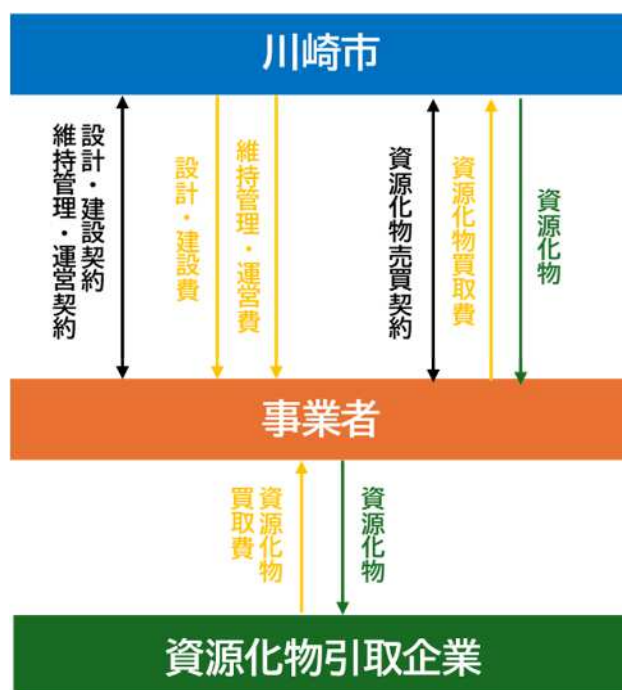 川崎市
設計・建設契約
維持管理・運営契約
設計・建設費
維持管理・運営費
資源化物売買契約
資源化物買取費
資源化物
事業者
資源化物
買取費
資源化物
資源化物引取企業